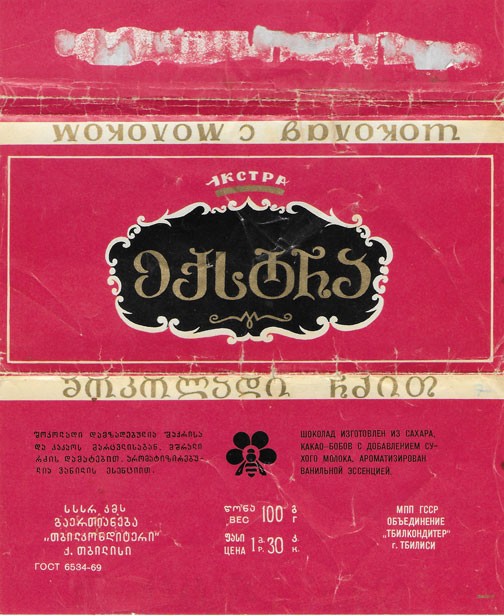 шоколад с молоком
ЭКСТРА
ექსტრა
შოკოლადი რძით
შოკოლადი დამზადებულია შაქრისა
და კაკაოს მარცვლისაგან, მშრალი
რძის დამატებით. არომატიზირებუ-
ლია ვანილის ესენციით.
ШОКОЛАД ИЗГОТОВЛЕН ИЗ САХАРА,
КАКАО-БОБОВ С ДОБАВЛЕНИЕМ СУ-
ХОГО МОЛОКА, АРОМАТИЗИРОВАН
ВАНИЛЬНОЙ ЭССЕНЦИЕЙ.
სსსრ კმს
გაერთიანება
„თბილკონდიტერი“
ქ. თბილისი
ГОСТ 6534-69
წონა 100 გ
ВЕС Г
ფასი 1 მ. 30 კ.
ЦЕНА Р. Н.
МПП ГССР
ОБЪЕДИНЕНИЕ
„ТБИЛКОНДИТЕР"
г. ТБИЛИСИ